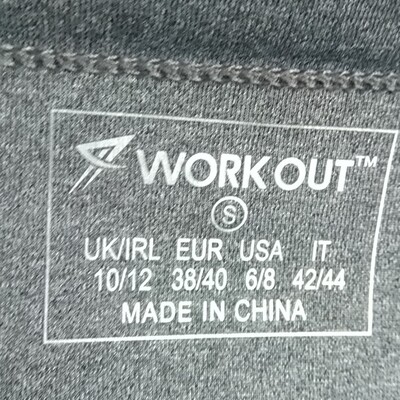 WORK OUT™
S
UK/IRL EUR USA IT
10/12 38/40 6/8 42/44
MADE IN CHINA